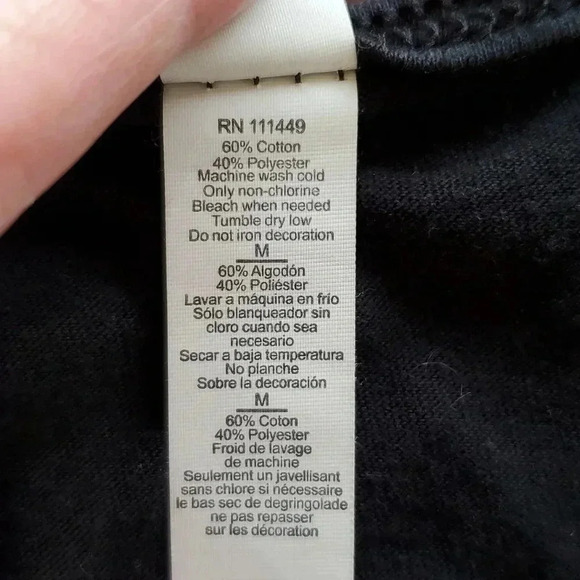 RN 111449
60% Cotton
40% Polyester
Machine wash cold
Only non-chlorine
Bleach when needed
Tumble dry low
Do not iron decoration
M
60% Algodón
40% Poliéster
Lavar a máquina en frio
Sólo blanqueador sin
cloro cuando sea
necesario
Secar a baja temperatura
No planche
Sobre la decoración
M
60% Coton
40% Polyester
Froid de lavage
de machine
Seulement un javellisant
sans chlore si nécessaire
le bas sec de degringolade
ne pas repasser
sur les décoration